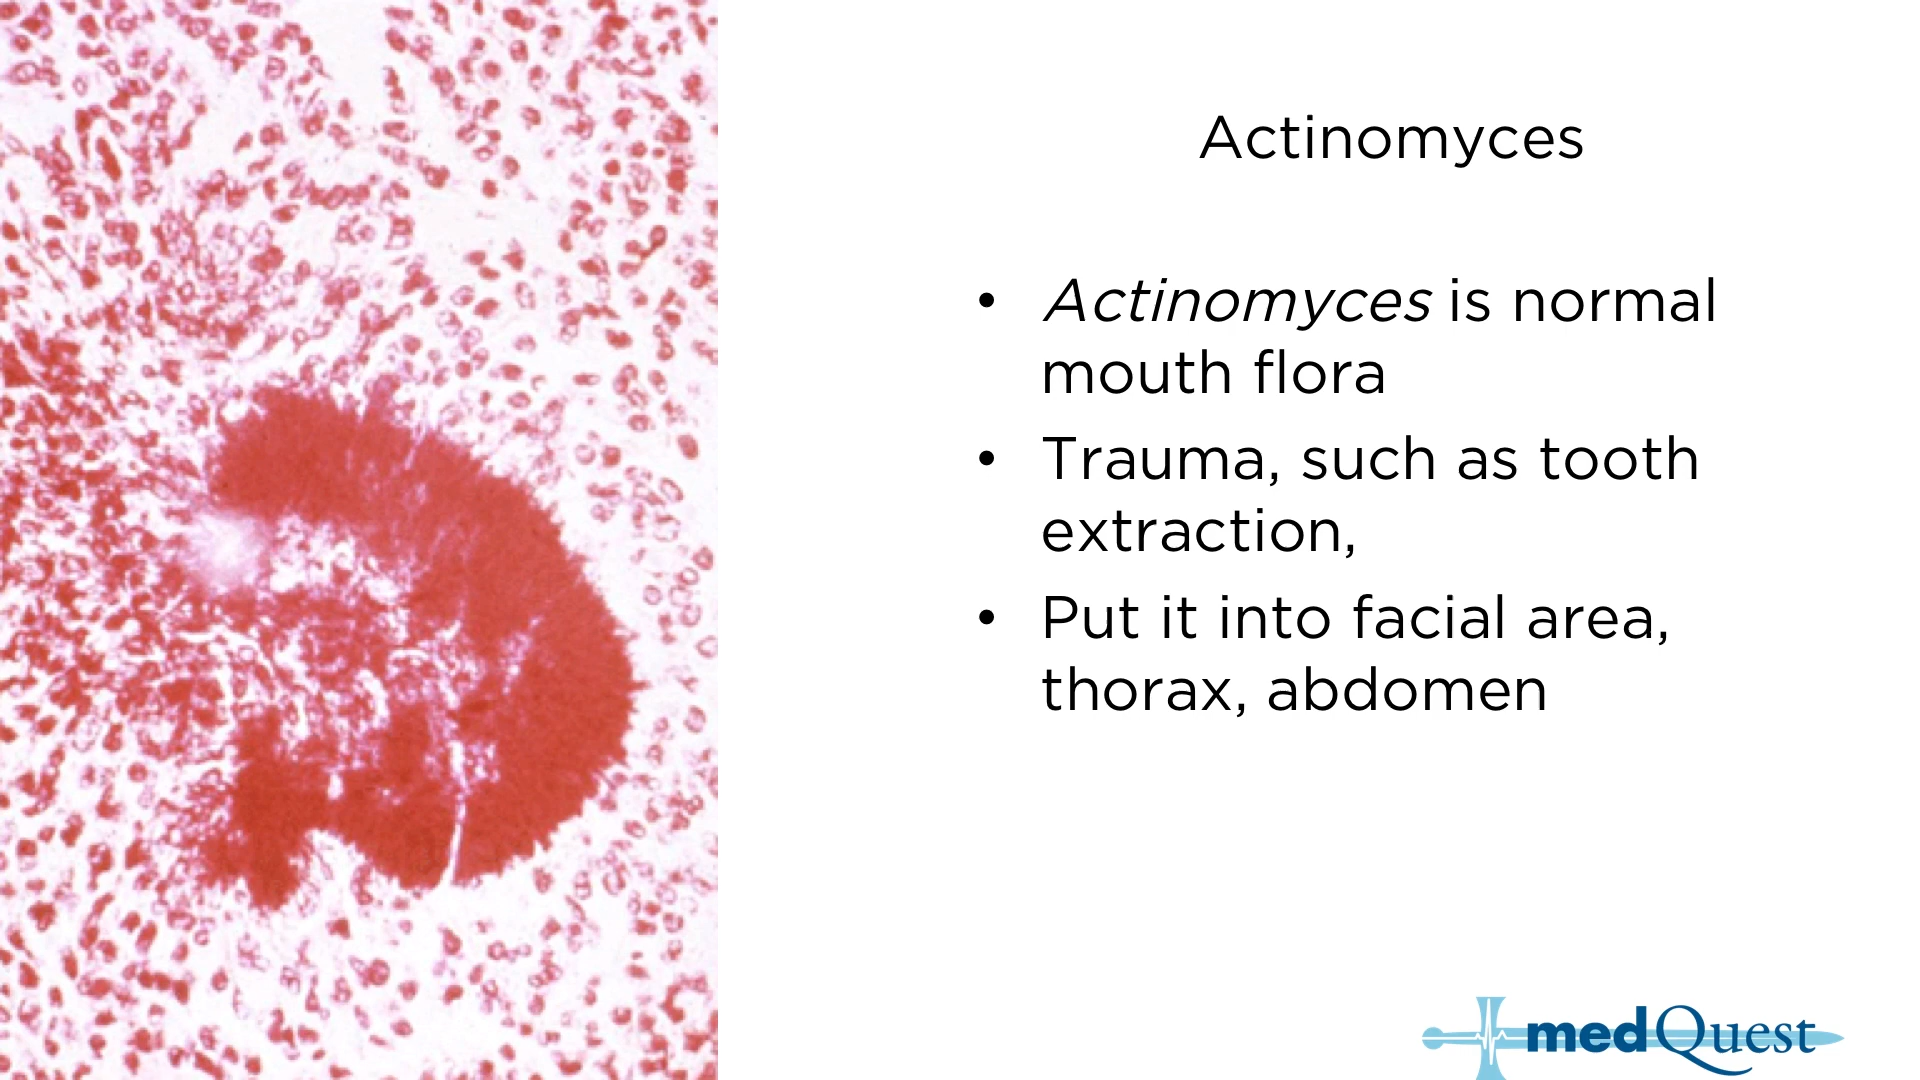 Actinomyces
• Actinomyces is normal
mouth flora
• Trauma, such as tooth
extraction,
• Put it into facial area,
thorax, abdomen
medQuest